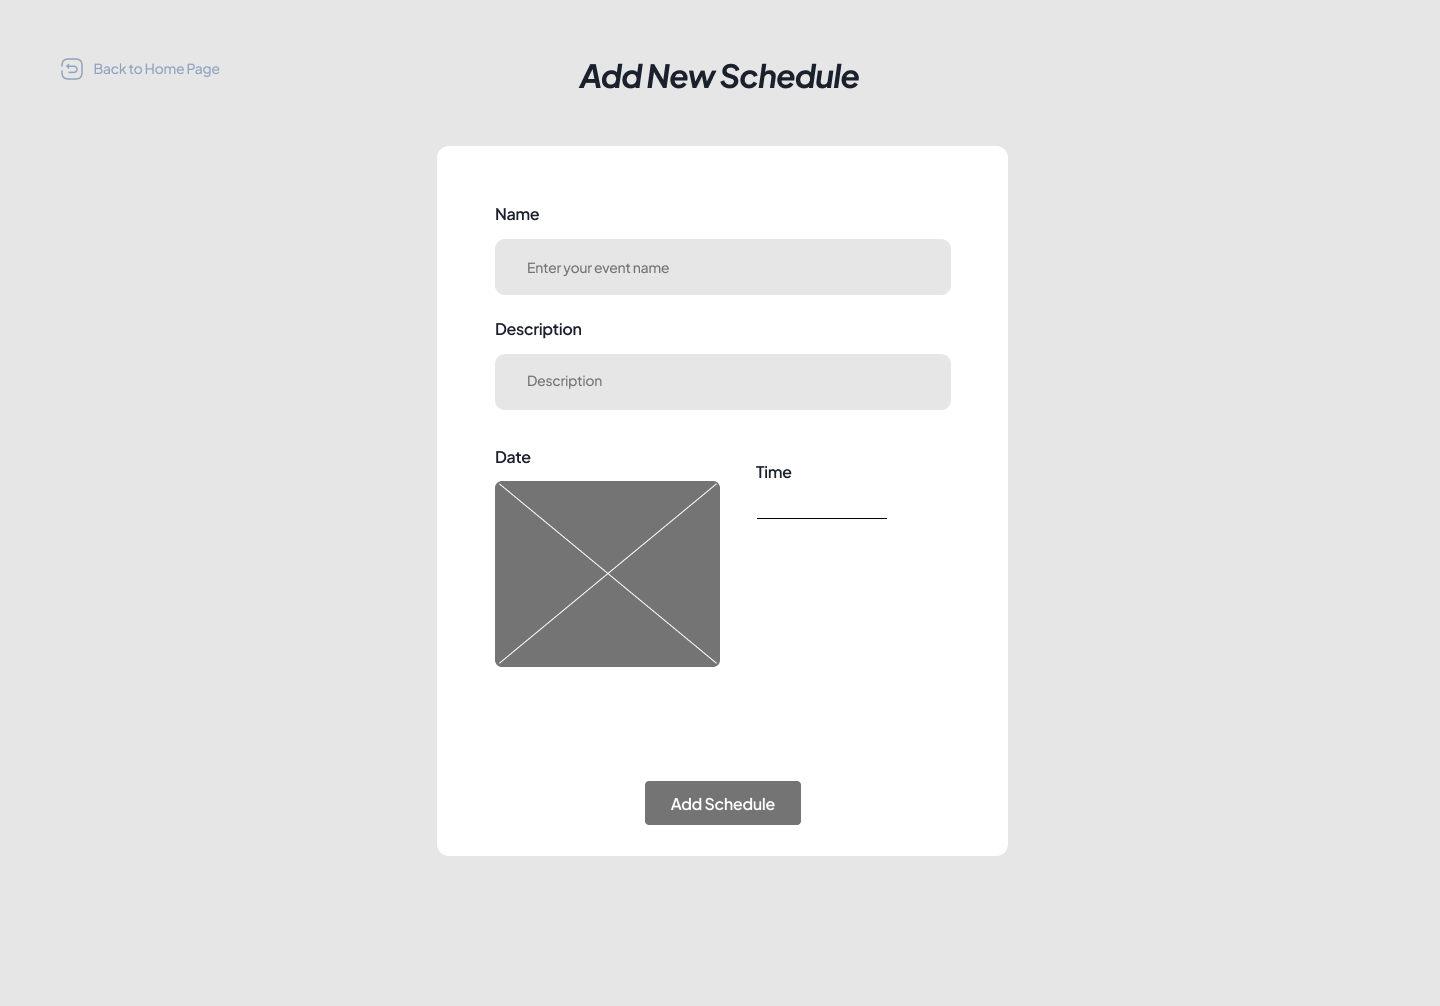 Back to Home Page
Add New Schedule
Name
Enter your event name
Description
Description
Date
Time
Add Schedule